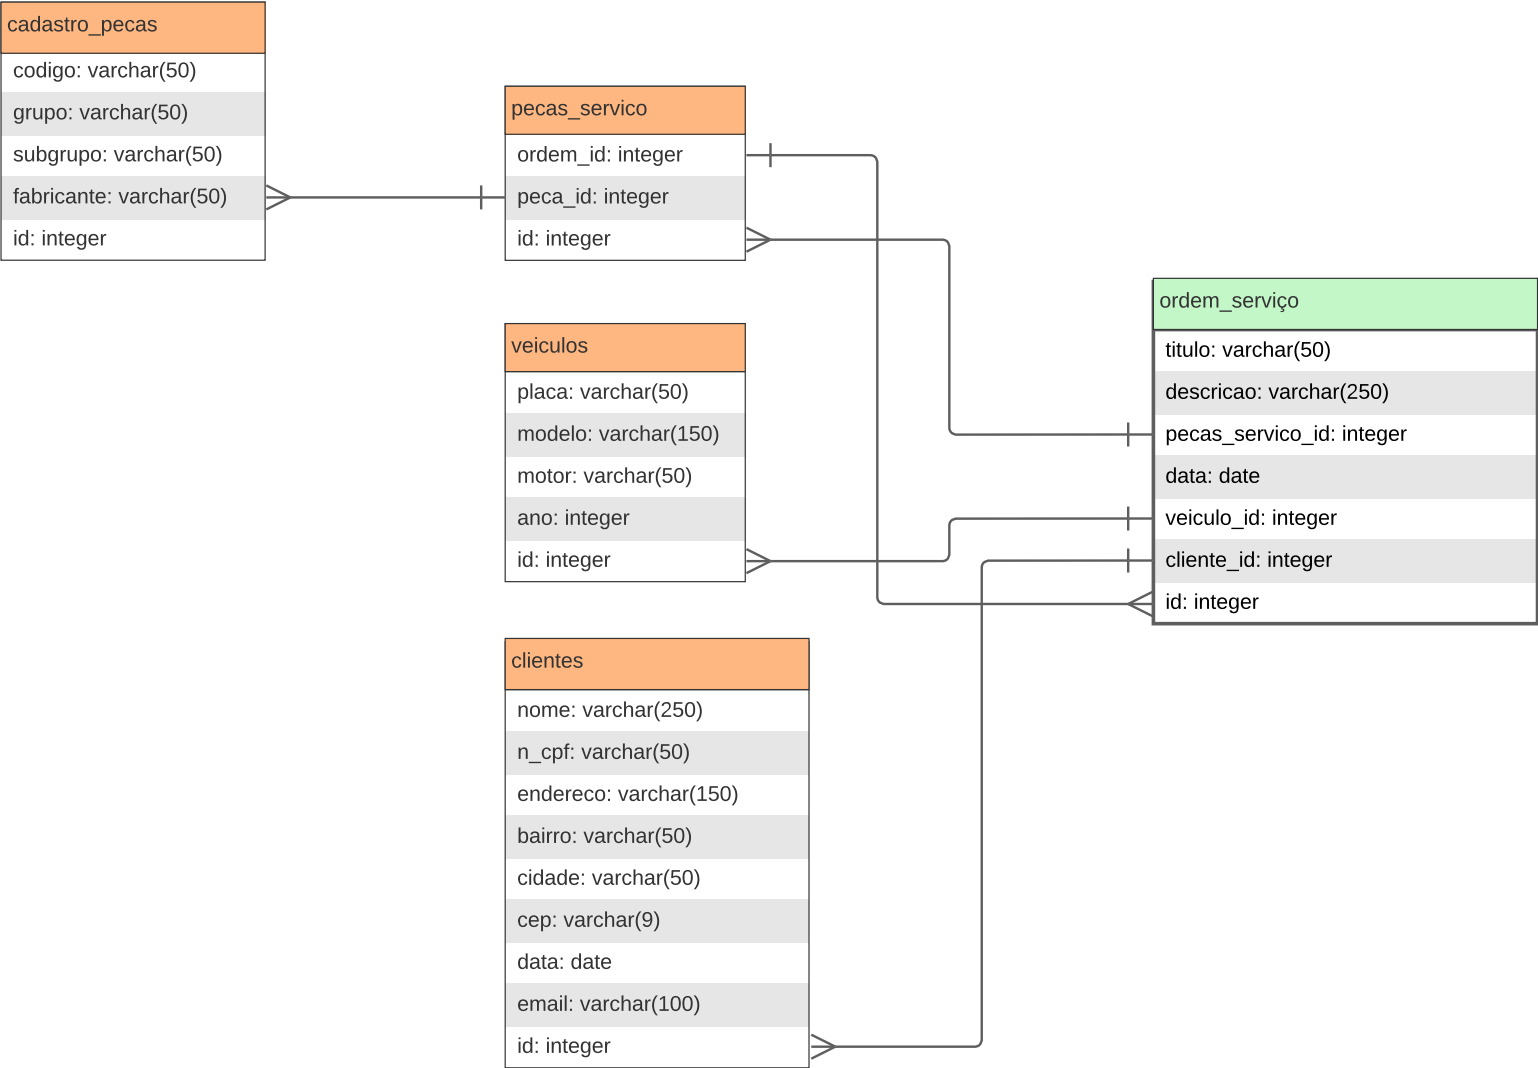 cadastro_pecas
codigo: varchar(50)
grupo: varchar(50)
subgrupo: varchar(50)
fabricante: varchar(50)
id: integer
pecas_servico
ordem_id: integer
peca_id: integer
id: integer
veiculos
placa: varchar(50)
modelo: varchar(150)
motor: varchar(50)
ano: integer
id: integer
clientes
nome: varchar(250)
n_cpf: varchar(50)
endereco: varchar(150)
bairro: varchar(50)
cidade: varchar(50)
cep: varchar(9)
data: date
email: varchar(100)
id: integer
ordem_serviço
titulo: varchar(50)
descricao: varchar(250)
pecas_servico_id: integer
data: date
veiculo_id: integer
cliente_id: integer
id: integer